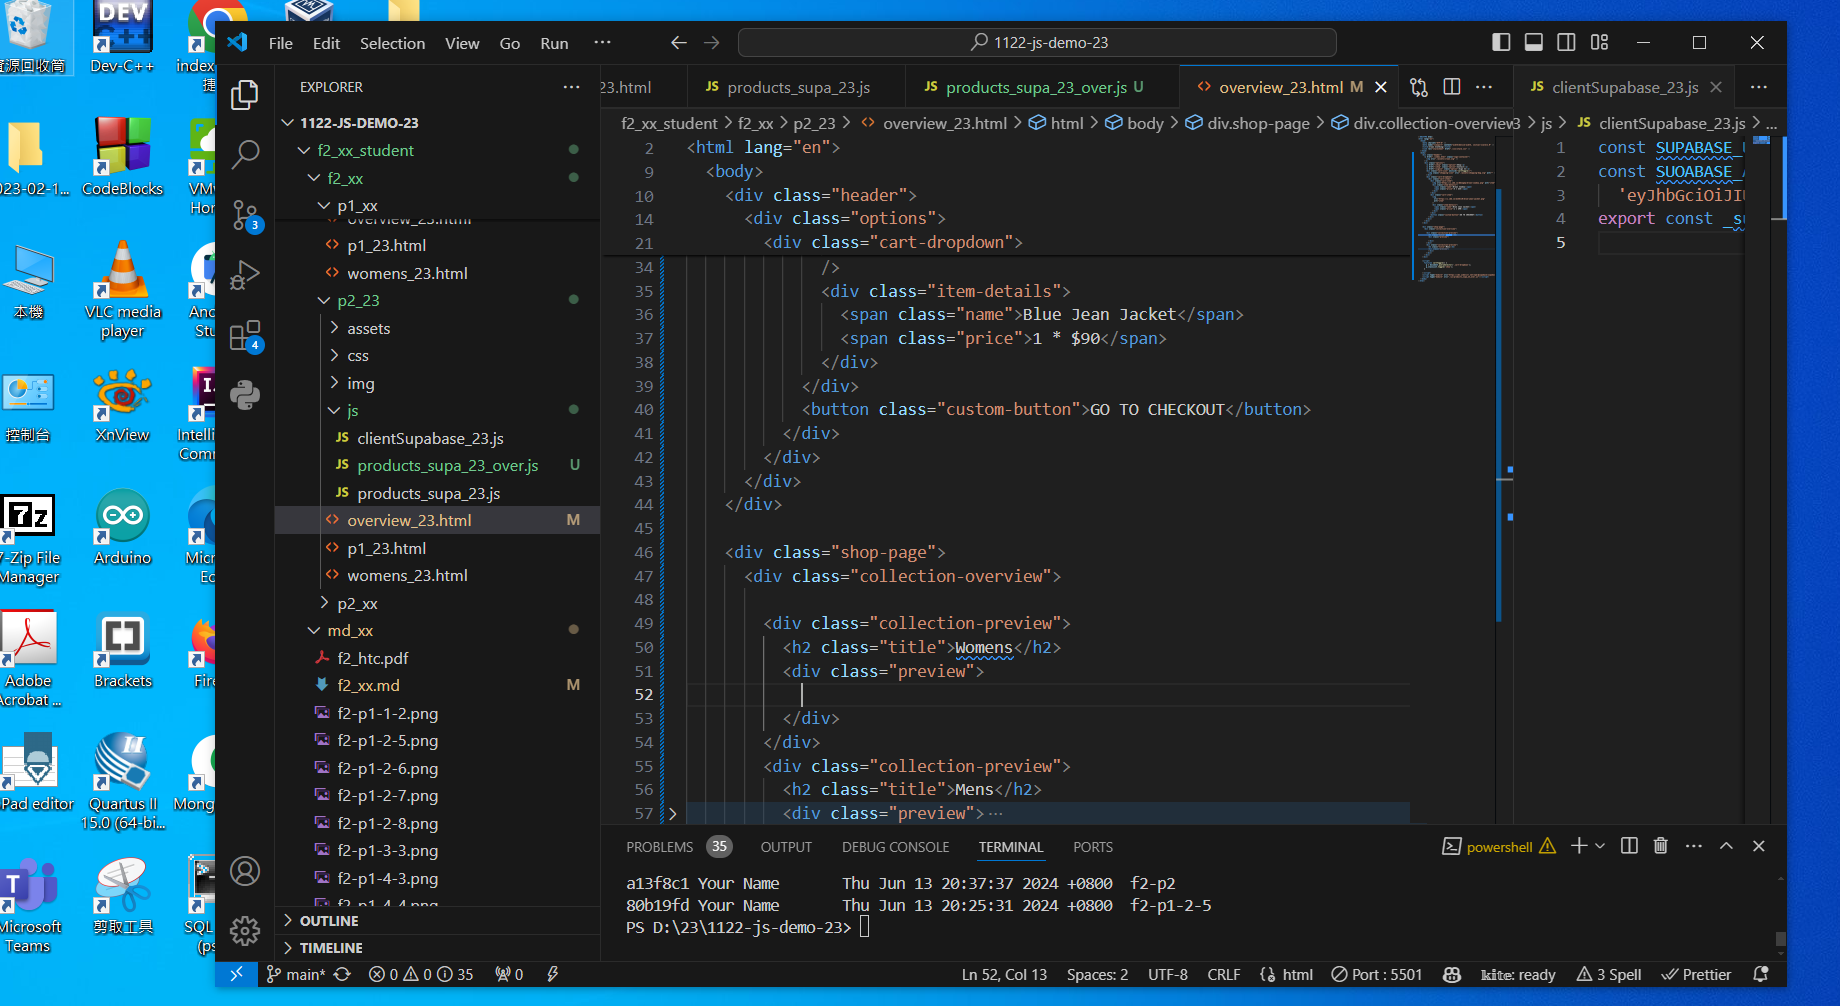 DEV
index
資源回收筒
Dev-C++
捷
CodeBlocks
VM
Hor
本機
VLC media
player
And
Stu
控制台
XnView
Intelli
Comm
7-Zip File
Manager
Arduino
Micr
Ec
Adobe
Acrobat ...
Brackets
Fire
Pad editor
Quartus II
15.0 (64-bi...
Mong
Microsoft
Teams
剪取工具
SQL
(ps
File Edit Selection View Go Run ···
1122-js-demo-23
EXPLORER
1122-JS-DEMO-23
f2_xx_student
f2_xx
p1_xx
overview_23.html
p1_23.html
womens_23.html
p2_23
assets
css
img
js
JS clientSupabase_23.js
JS products_supa_23_over.js U
JS products_supa_23.js
overview_23.html M
p1_23.html
womens_23.html
p2_xx
md_xx
f2_htc.pdf
f2_xx.md M
f2-p1-1-2.png
f2-p1-2-5.png
f2-p1-2-6.png
f2-p1-2-7.png
f2-p1-2-8.png
f2-p1-3-3.png
f2-p1-4-3.png
f2-p1-4-4.png
OUTLINE
TIMELINE
3
4
23.html JS products_supa_23.js JS products_supa_23_over.js U <> overview_23.html M
f2_xx_student > f2_xx > p2_23 > <> overview_23.html > html > body > div.shop-page > div.collection-overview
2 <html lang="en">
9 <body>
10 <div class="header">
14 <div class="options">
21 <div class="cart-dropdown">
34 />
35 <div class="item-details">
36 <span class="name">Blue Jean Jacket</span>
37 <span class="price">1 * $90</span>
38 </div>
39 </div>
40 <button class="custom-button">GO TO CHECKOUT</button>
41 </div>
42 </div>
43 </div>
44 </div>
45
46 <div class="shop-page">
47 <div class="collection-overview">
48
49 <div class="collection-preview">
50 <h2 class="title">Womens</h2>
51 <div class="preview">
52
53 </div>
54 </div>
55 <div class="collection-preview">
56 <h2 class="title">Mens</h2>
57 <div class="preview">···
JS clientSupabase_23.js
3 > js > JS clientSupabase_23.js > ...
1 const SUPABASE_
2 const SUOABASE_
3 'eyJhbGciOiJI
4 export const _su
5
PROBLEMS 35 OUTPUT DEBUG CONSOLE TERMINAL PORTS
powershell
a13f8c1 Your Name Thu Jun 13 20:37:37 2024 +0800 f2-p2
80b19fd Your Name Thu Jun 13 20:25:31 2024 +0800 f2-p1-2-5
PS D:\23\1122-js-demo-23>
main* 0 0 35 0 Ln 52, Col 13 Spaces: 2 UTF-8 CRLF html Port : 5501 kite: ready 3 Spell Prettier